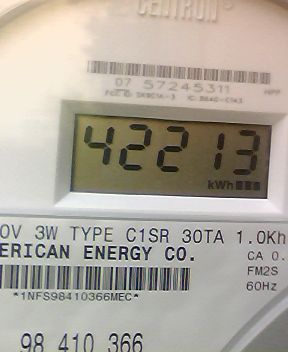 CENTRON
07 57245311
42213
kWh
0V 3W TYPE C1SR 30TA 1.0Kh
ERICAN ENERGY CO.
CA 0.
FM2S
*1NFS98410366MEC*
60Hz
98 410 366